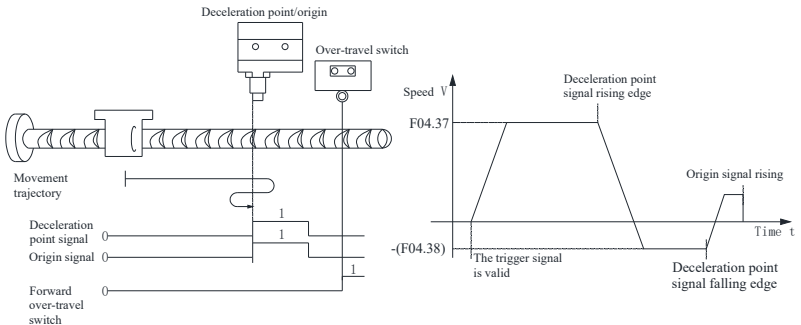 Deceleration point/origin
Over-travel switch
Movement
trajectory
1
Deceleration
point signal
0
1
Origin signal
0
1
Forward
over-travel
switch
0
Speed V
Deceleration point
signal rising edge
F04.37
Origin signal rising
Time t
-(F04.38)
The trigger signal
is valid
Deceleration point
signal falling edge